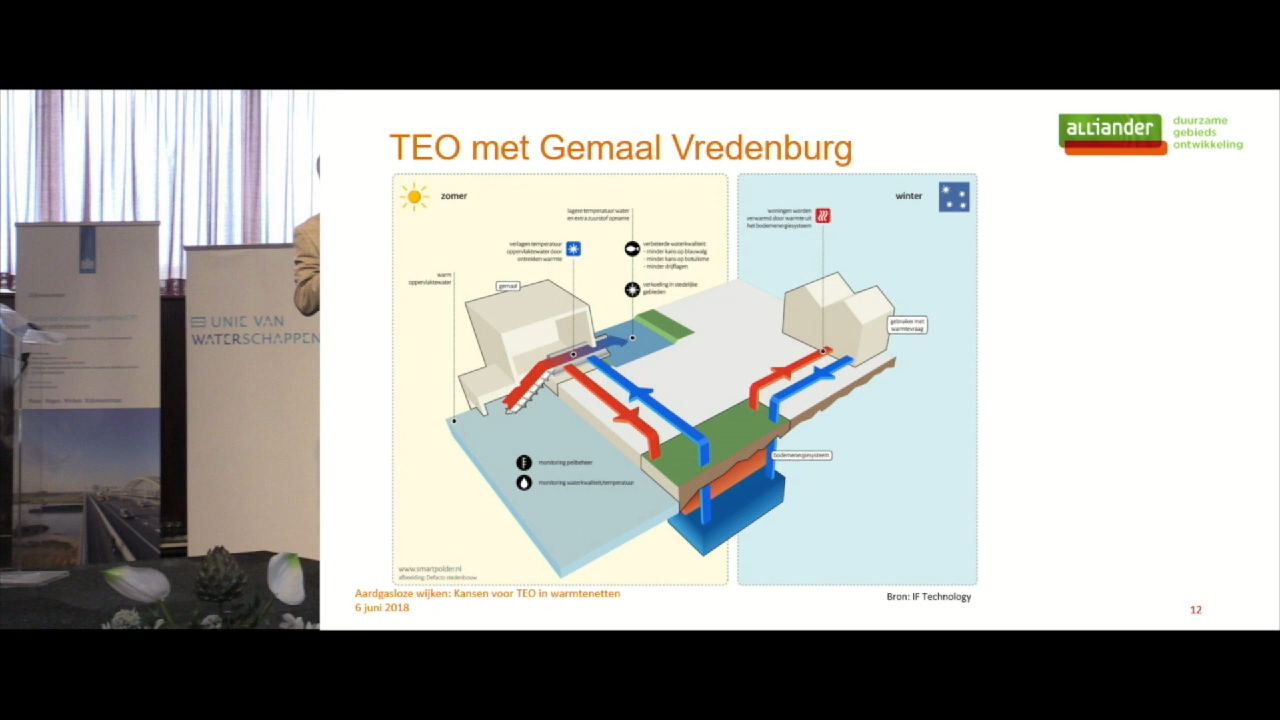 TEO met Gemaal Vredenburg
alliander
duurzame
gebieds
ontwikkeling
zomer
lagere temperatuur water
en extra zuurstof opname
verlagen temperatuur
oppervlaktewater door
onttrekken warmte
verbeterde waterkwaliteit:
- minder kans op blauwalg
- minder kans op botulisme
- minder drijflagen
warm
oppervlaktewater
gemaal
verkoeling in stedelijke
gebieden
winter
woningen worden
verwarmd door warmte uit
het bodemenergiesysteem
gebruiker met
warmtevraag
bodemenergiesysteem
monitoring peilbeheer
monitoring waterkwaliteit/temperatuur
www.smartpolder.nl
afbeelding: Defacto stedenbouw
Aardgasloze wijken: Kansen voor TEO in warmtenetten
6 juni 2018
Bron: IF Technology
12
UNIE VAN
WATERSCHAPPEN